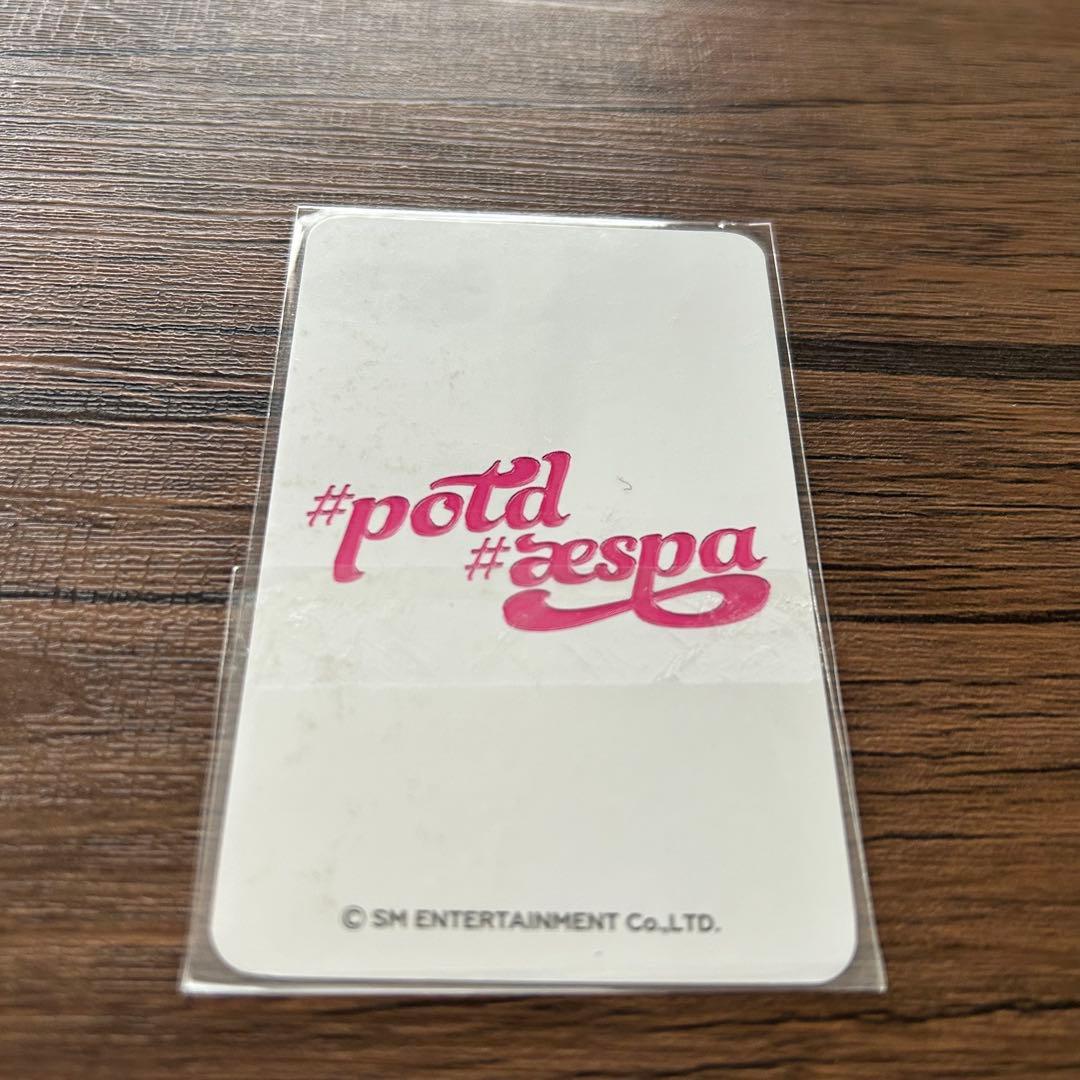 #potd
#æspa
© SM ENTERTAINMENT Co.,LTD.